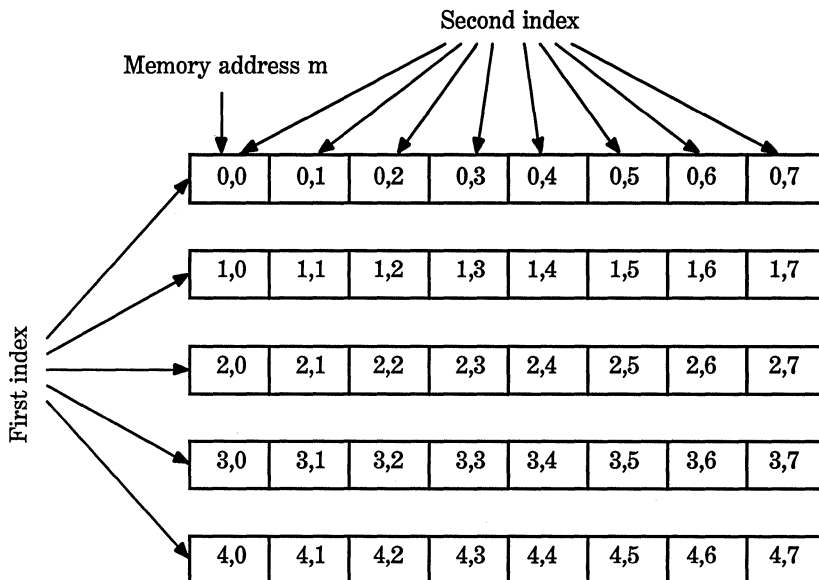 Second index
Memory address m
0,0 0,1 0,2 0,3 0,4 0,5 0,6 0,7
1,0 1,1 1,2 1,3 1,4 1,5 1,6 1,7
First index
2,0 2,1 2,2 2,3 2,4 2,5 2,6 2,7
3,0 3,1 3,2 3,3 3,4 3,5 3,6 3,7
4,0 4,1 4,2 4,3 4,4 4,5 4,6 4,7